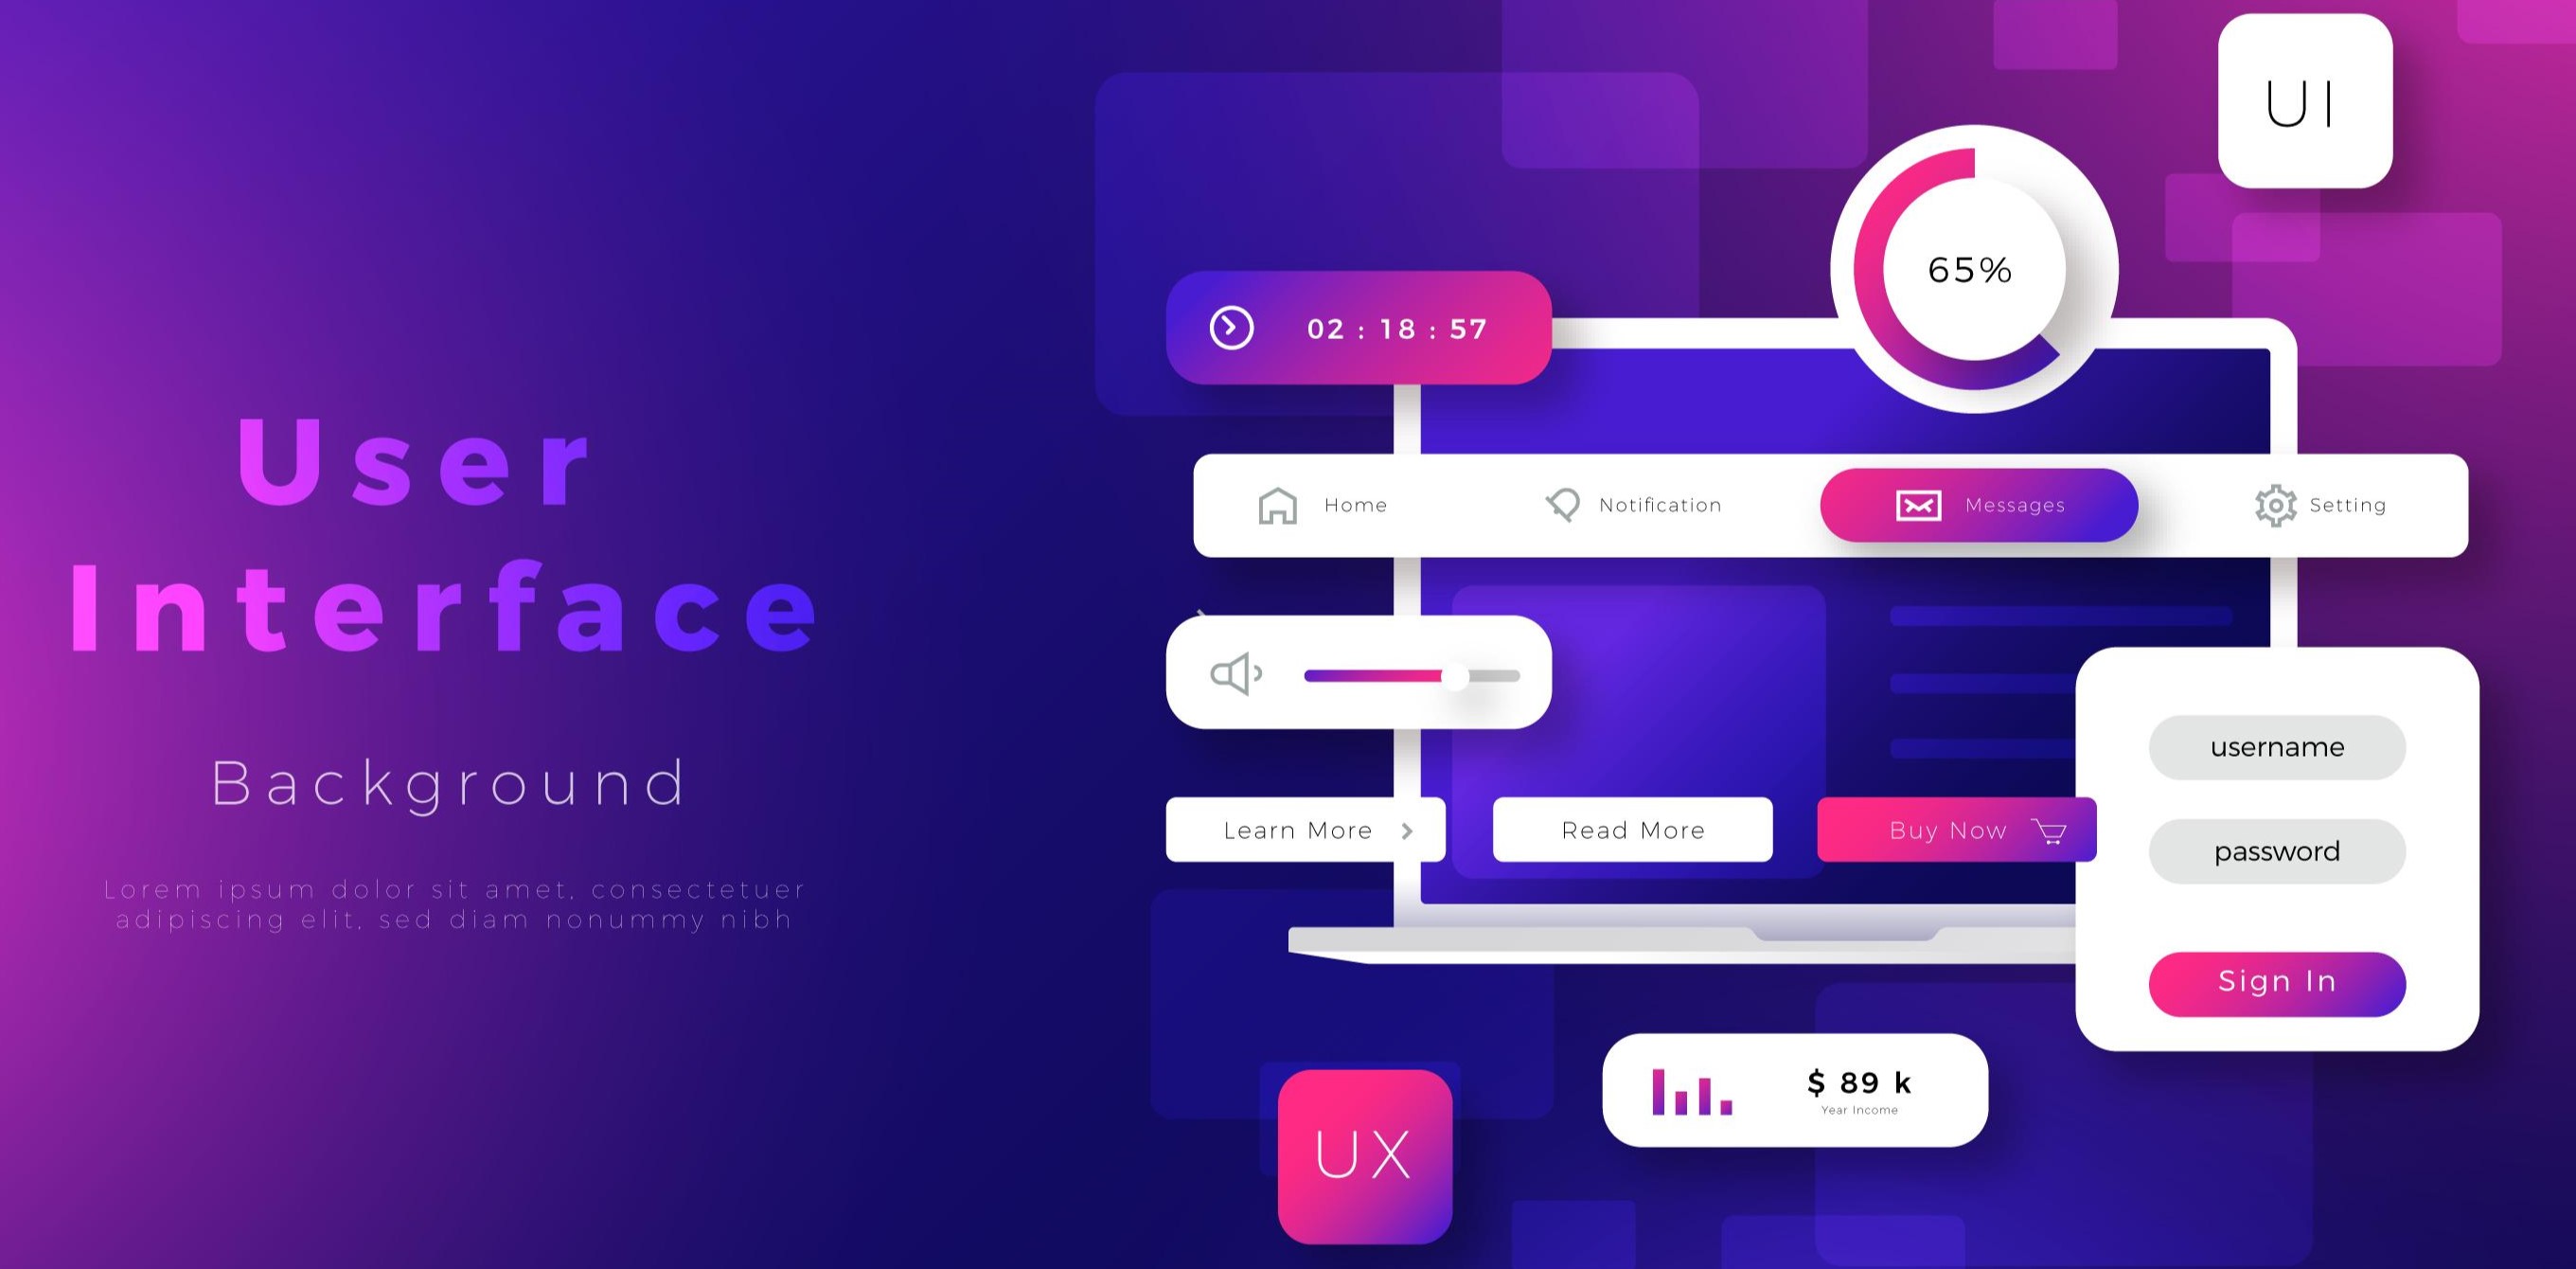 User
Interface
Background
Lorem ipsum dolor sit amet, consectetuer
adipiscing elit, sed diam nonummy nibh
UI
65%
02 : 18 : 57
Home
Notification
Messages
Setting
username
password
Sign In
Learn More
Read More
Buy Now
$ 89 k
Year Income
UX